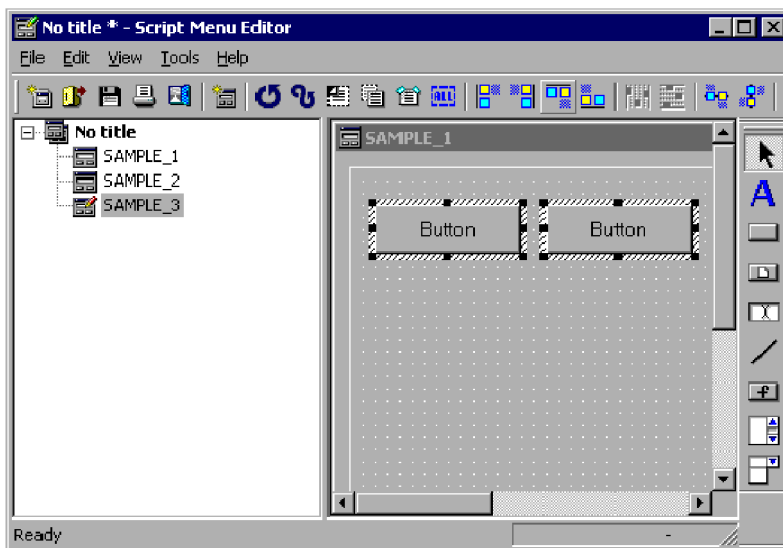 No title * - Script Menu Editor
File Edit View Tools Help
ALL
No title
SAMPLE_1
SAMPLE_2
SAMPLE_3
SAMPLE_1
Button Button
A
f
Ready
-